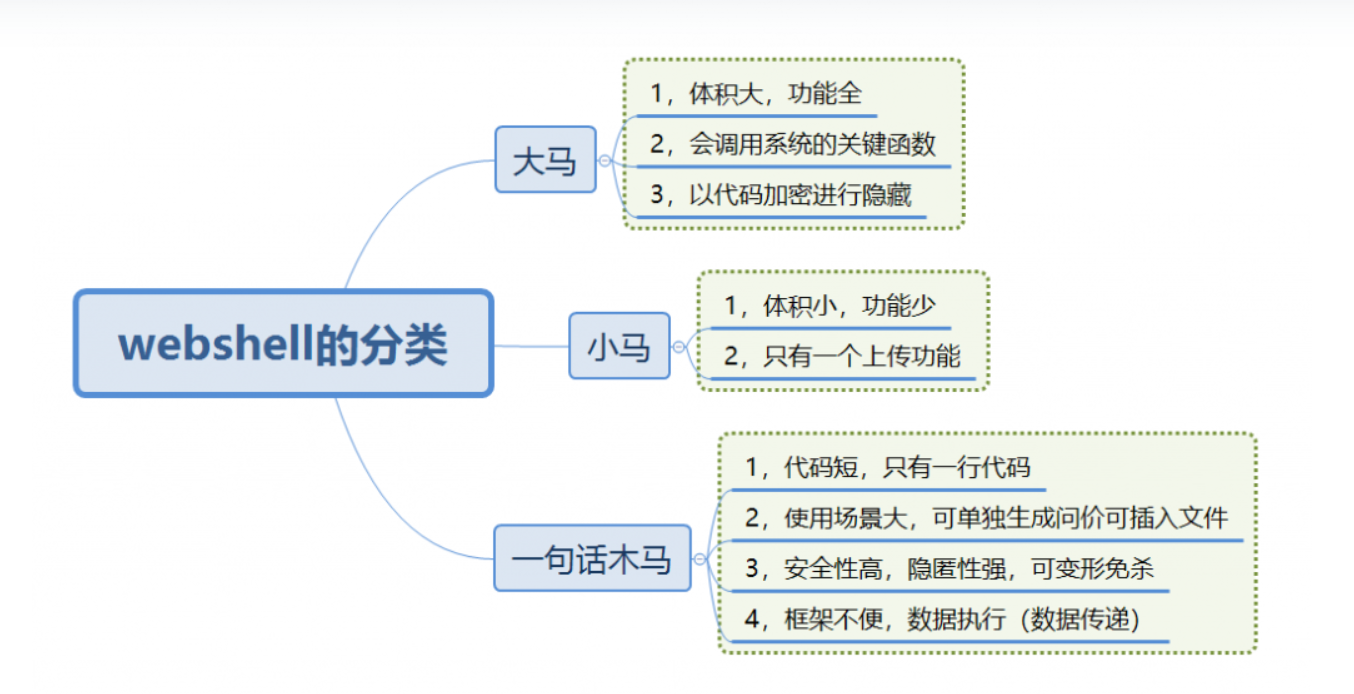 webshell的分类
大马
1，体积大，功能全
2，会调用系统的关键函数
3，以代码加密进行隐藏
小马
1，体积小，功能少
2，只有一个上传功能
一句话木马
1，代码短，只有一行代码
2，使用场景大，可单独生成问价可插入文件
3，安全性高，隐匿性强，可变形免杀
4，框架不便，数据执行（数据传递）